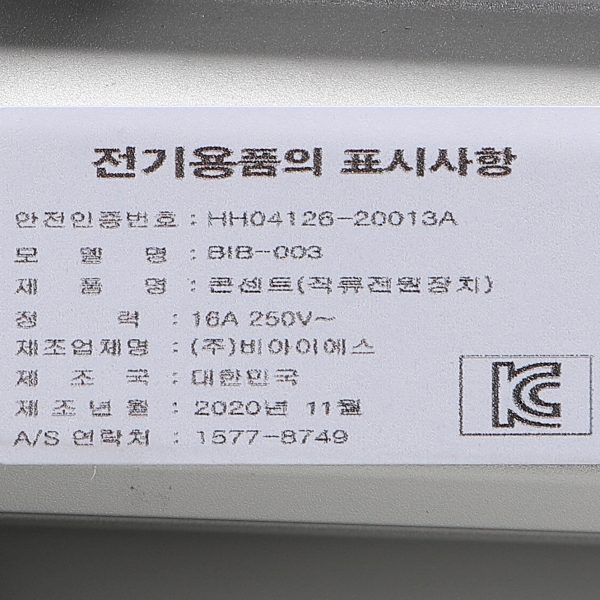 전기용품의 표시사항
안전인증번호 : HH04126-20013A
모 델 명 : BIB-003
제 품 명 : 콘센트(직류전원장치)
정 력 : 16A 250V~
제조업체명 : (주)비아이에스
제 조 국 : 대한민국
제 조 년 월 : 2020년 11월
A/S 연락처 : 1577-8749
KC